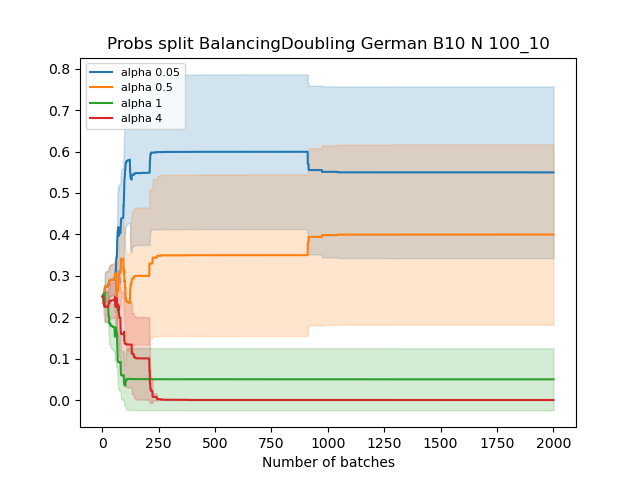 Probs split BalancingDoubling German B10 N 100_10
alpha 0.05
alpha 0.5
alpha 1
alpha 4
0.8
0.7
0.6
0.5
0.4
0.3
0.2
0.1
0.0
0 250 500 750 1000 1250 1500 1750 2000
Number of batches